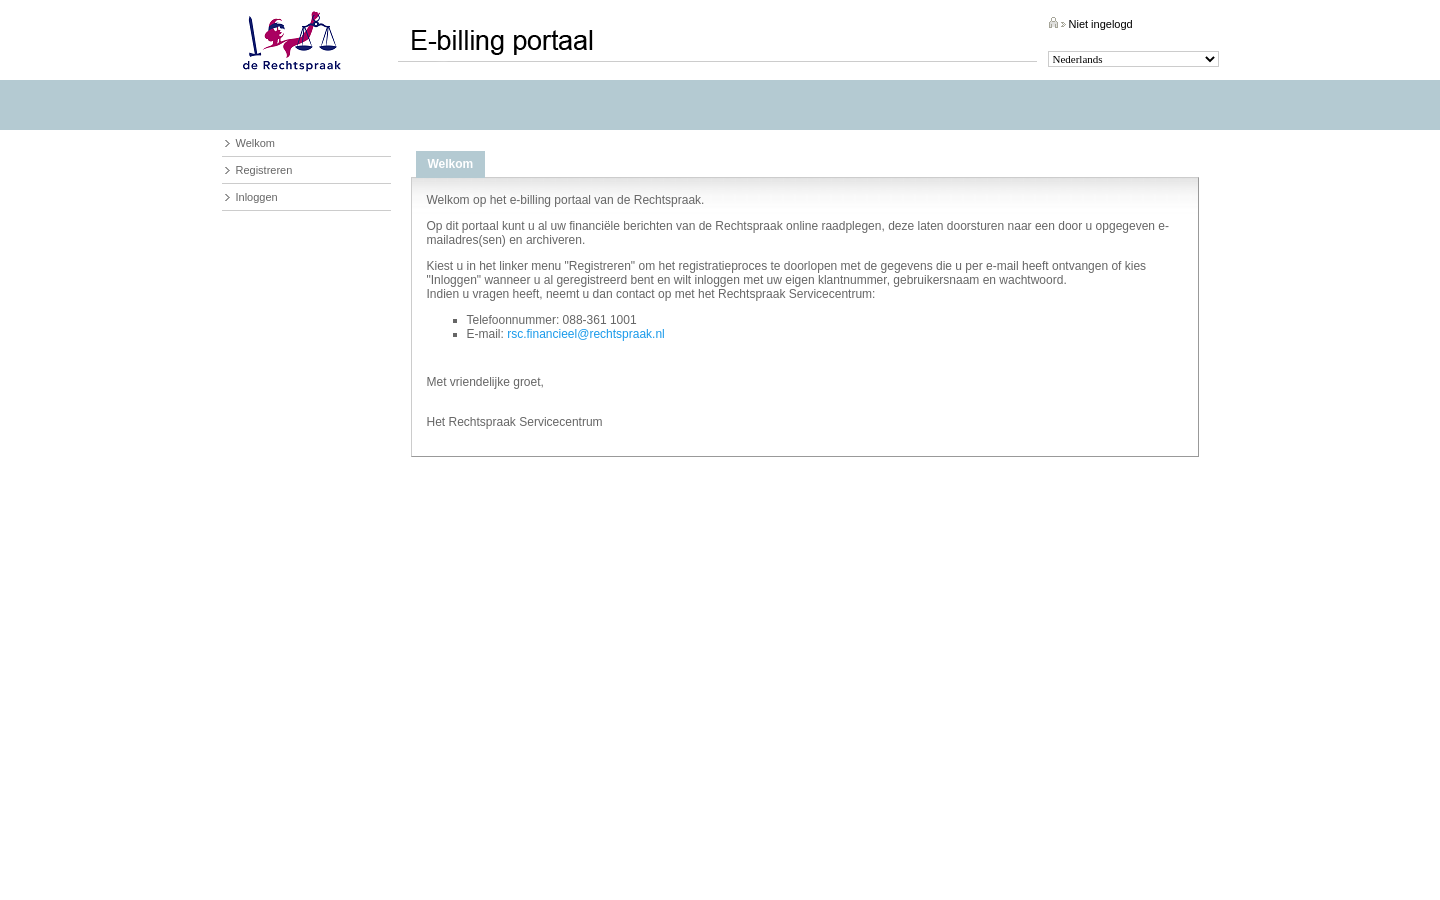 de Rechtspraak
E-billing portaal
Niet ingelogd
Nederlands
Welkom
Registreren
Inloggen
Welkom
Welkom op het e-billing portaal van de Rechtspraak.
Op dit portaal kunt u al uw financiële berichten van de Rechtspraak online raadplegen, deze laten doorsturen naar een door u opgegeven e-
mailadres(sen) en archiveren.
Kiest u in het linker menu "Registreren" om het registratieproces te doorlopen met de gegevens die u per e-mail heeft ontvangen of kies
"Inloggen" wanneer u al geregistreerd bent en wilt inloggen met uw eigen klantnummer, gebruikersnaam en wachtwoord.
Indien u vragen heeft, neemt u dan contact op met het Rechtspraak Servicecentrum:
Telefoonnummer: 088-361 1001
E-mail: rsc.financieel@rechtspraak.nl
Met vriendelijke groet,
Het Rechtspraak Servicecentrum